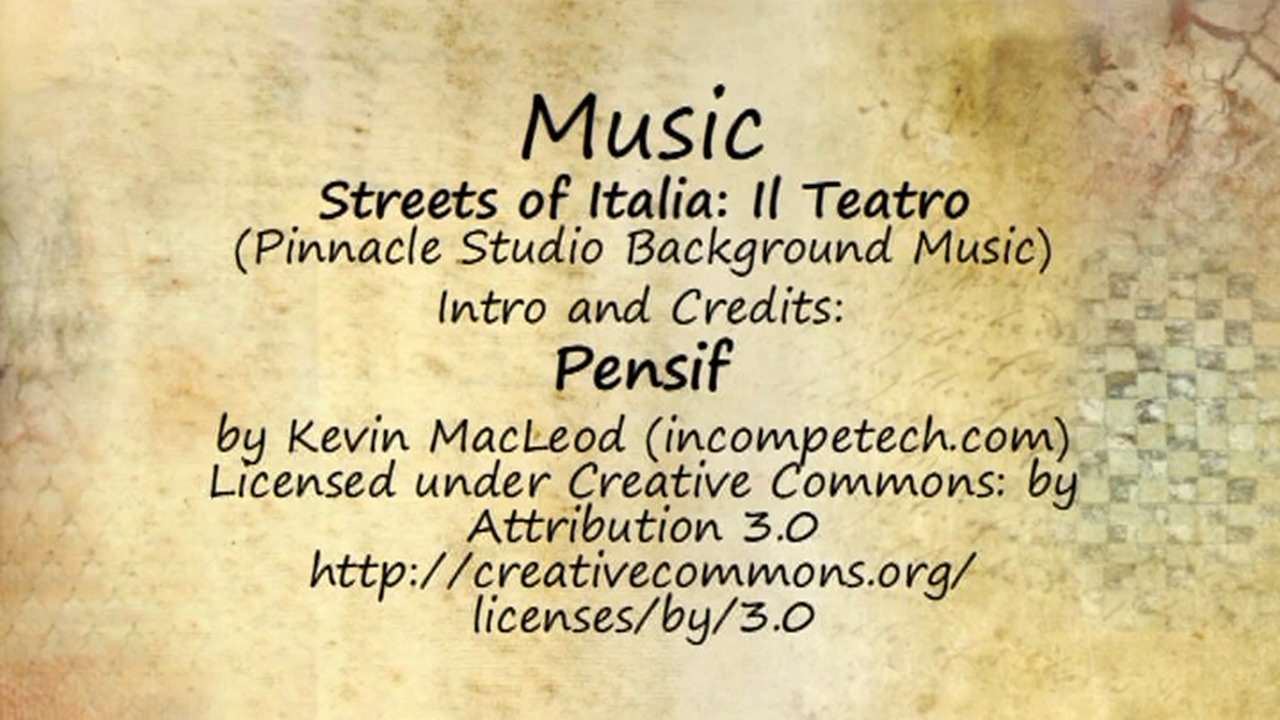 Music
Streets of Italia: Il Teatro
(Pinnacle Studio Background Music)
Intro and Credits:
Pensif
by Kevin MacLeod (incompetech.com)
Licensed under Creative Commons: by
Attribution 3.0
http://creativecommons.org/
licenses/by/3.0